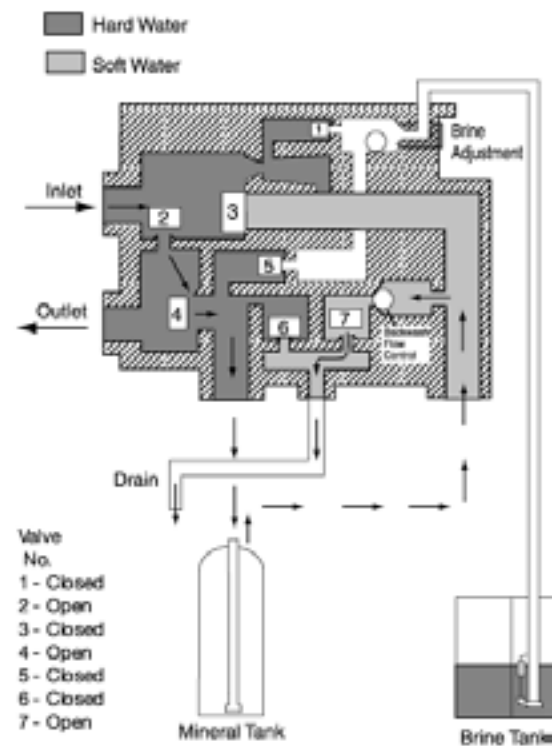 Hard Water
Soft Water
1
Brine
Adjustment
Inlet
2
3
5
Outlet
4
6
7
Backwash
Flow
Control
Drain
Valve
No.
1 - Closed
2 - Open
3 - Closed
4 - Open
5 - Closed
6 - Closed
7 - Open
Mineral Tank
Brine Tank